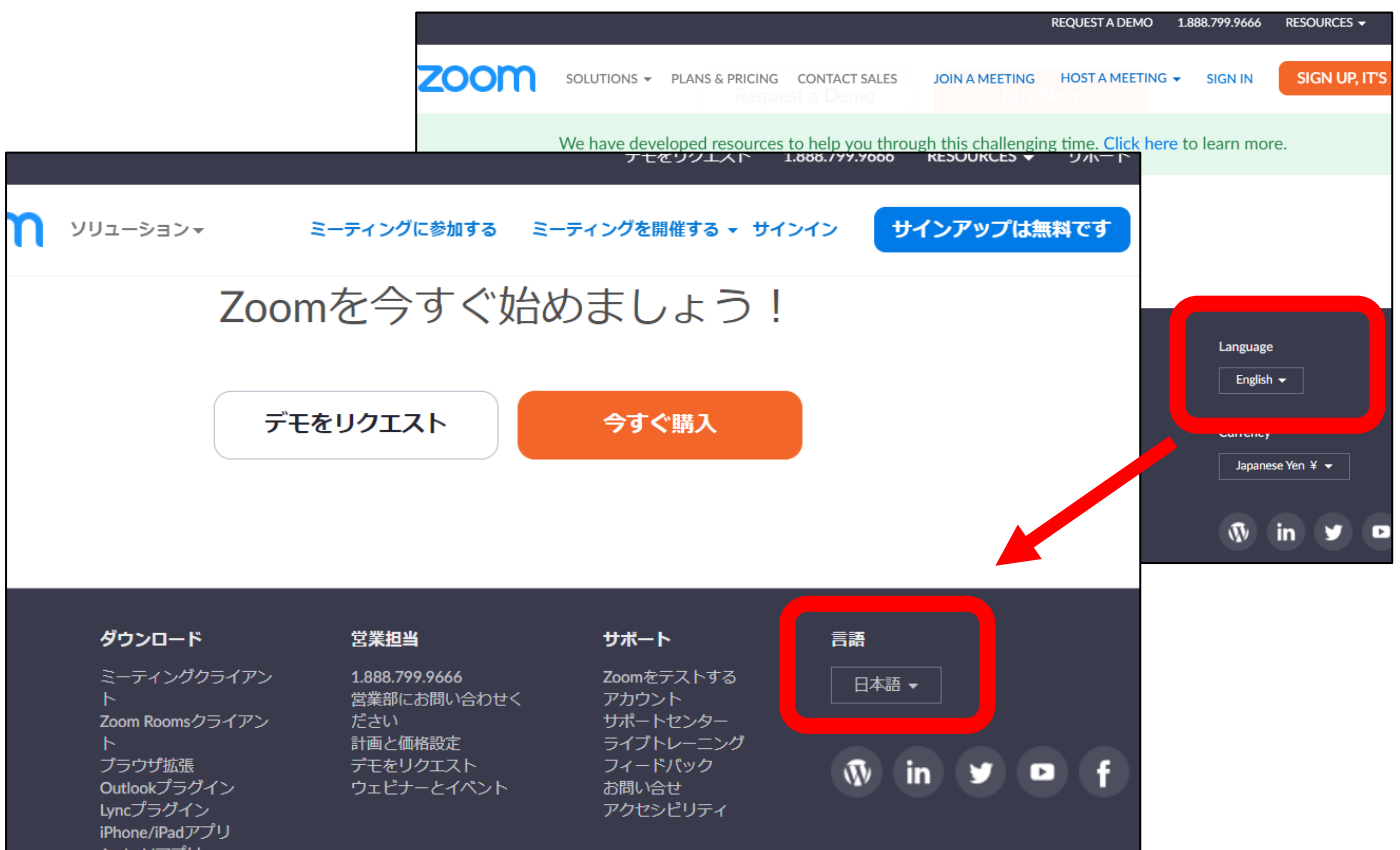 REQUEST A DEMO 1.888.799.9666 RESOURCES
zoom SOLUTIONS PLANS & PRICING CONTACT SALES JOIN A MEETING HOST A MEETING SIGN IN SIGN UP, IT'S
Request a Demo Buy Now
We have developed resources to help you through this challenging time. Click here to learn more.
Language
English
Currency
Japanese Yen ¥
デモをリクエスト 1.888.799.9666 RESOURCES サポート
m ソリューション ミーティングに参加する ミーティングを開催する サインイン サインアップは無料です
Zoomを今すぐ始めましょう!
デモをリクエスト 今すぐ購入
ダウンロード
ミーティングクライアン
ト
Zoom Roomsクライアン
ト
ブラウザ拡張
Outlookプラグイン
Lyncプラグイン
iPhone/iPadアプリ
営業担当
1.888.799.9666
営業部にお問い合わせく
ださい
計画と価格設定
デモをリクエスト
ウェビナーとイベント
サポート
Zoomをテストする
アカウント
サポートセンター
ライブトレーニング
フィードバック
お問い合せ
アクセシビリティ
言語
日本語